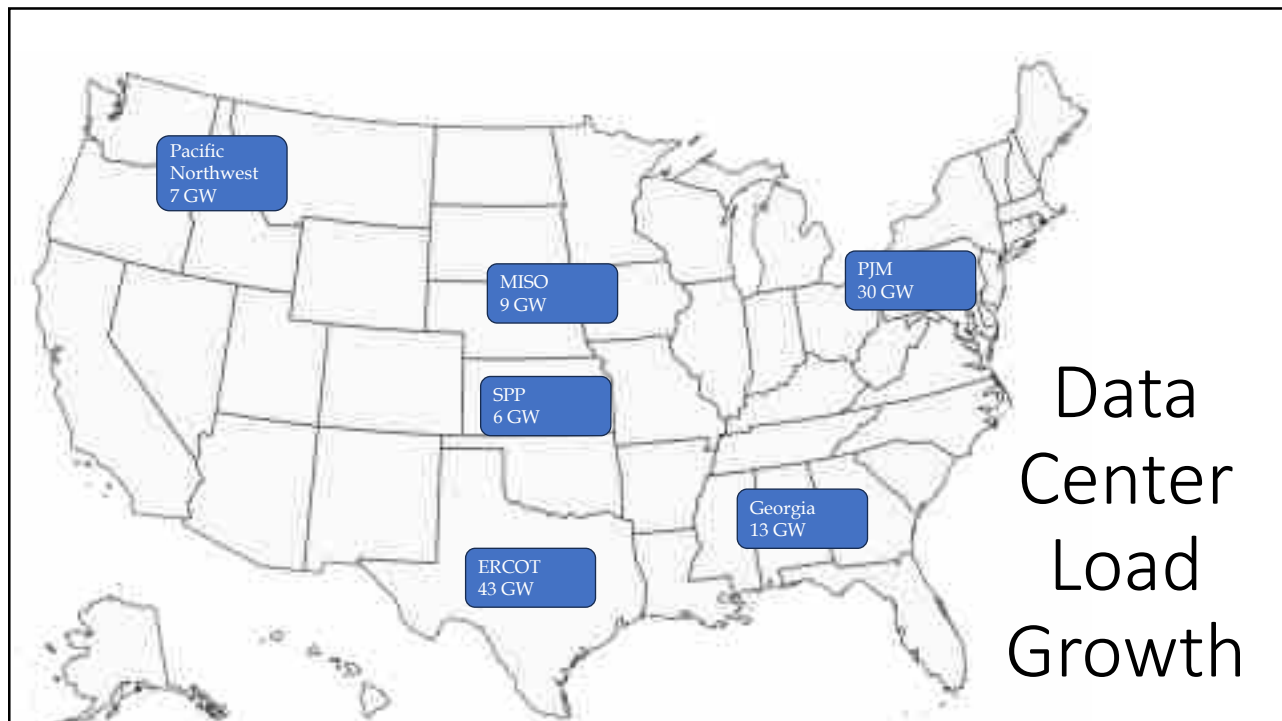 Pacific
Northwest
7 GW
MISO
9 GW
PJM
30 GW
SPP
6 GW
Georgia
13 GW
ERCOT
43 GW
Data
Center
Load
Growth